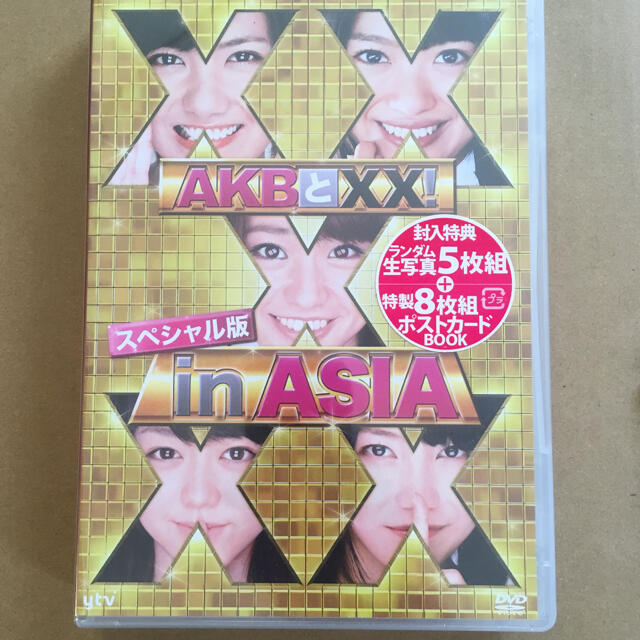 AKBとXX!
封入特典
ランダム
生写真5枚組
+
特製8枚組
プラ
ポストカード
BOOK
スペシャル版
in ASIA
ytv
DVD